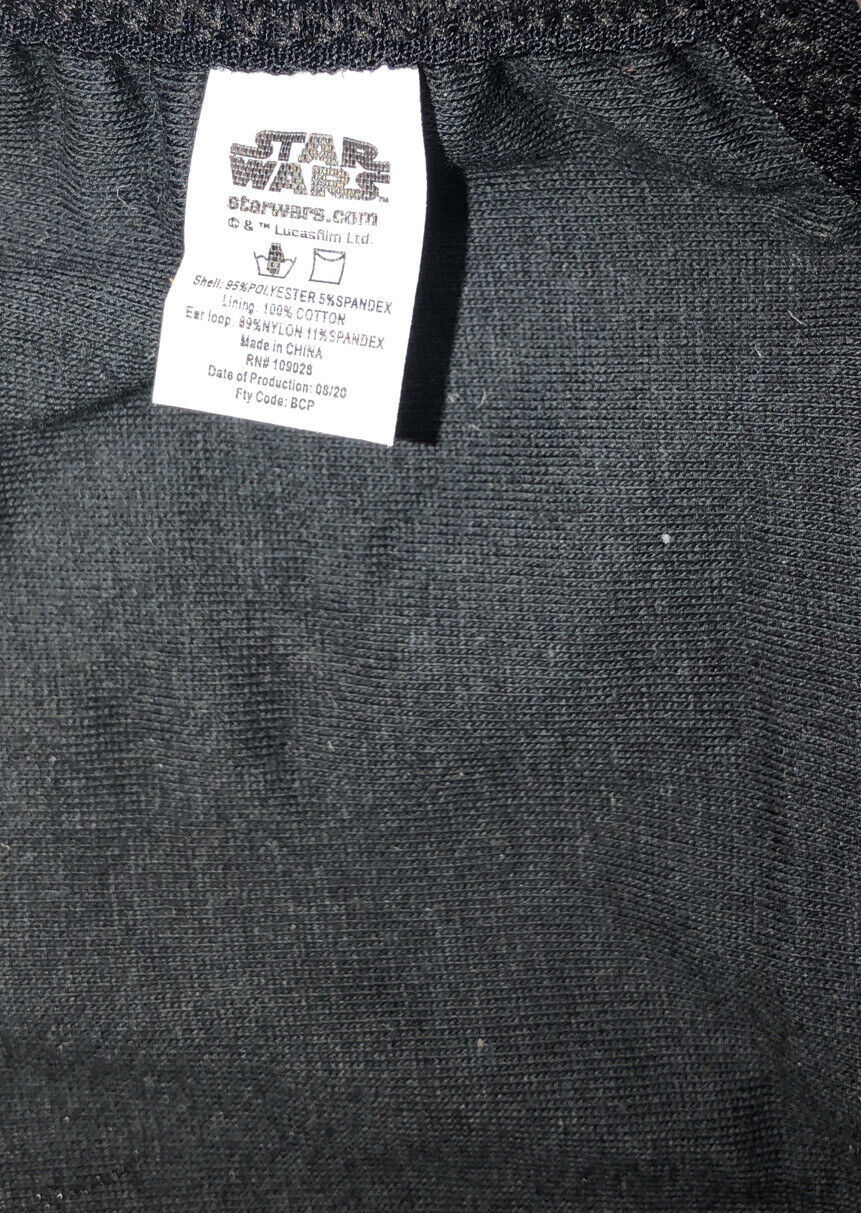 STAR
WARS™
starwars.com
© & ™ Lucasfilm Ltd.
Shell: 95%POLYESTER 5%SPANDEX
Lining: 100% COTTON
Ear loop: 89%NYLON 11%SPANDEX
Made in CHINA
RN# 109028
Date of Production: 08/20
Fty Code: BCP